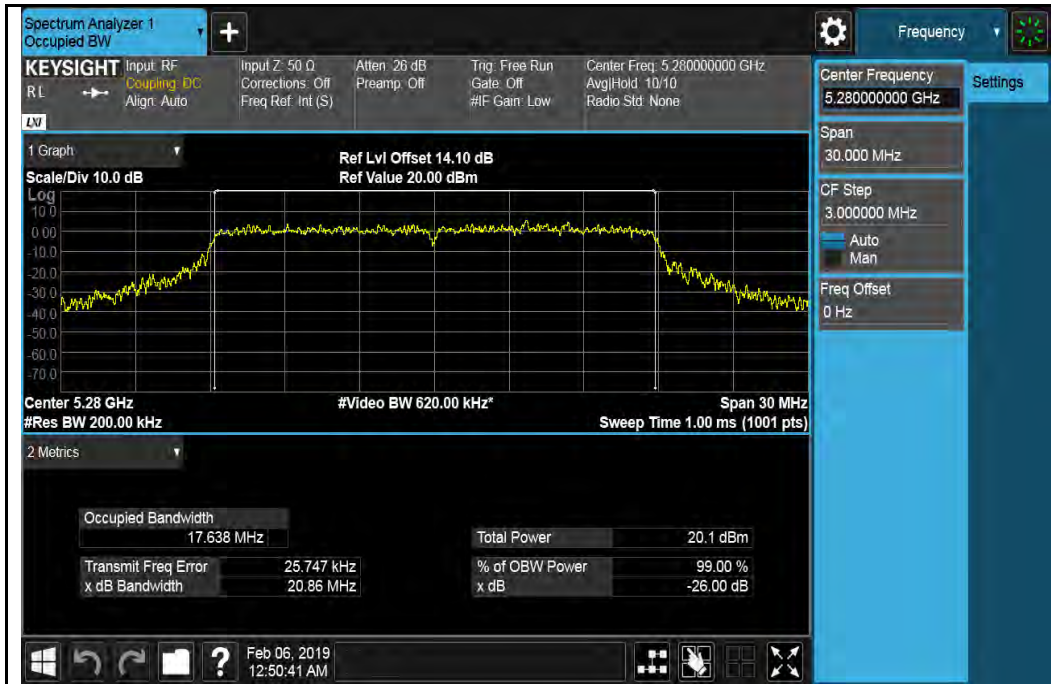 Spectrum Analyzer 1
Occupied BW
Frequency
KEYSIGHT
RL
LXI
Input: RF
Coupling: DC
Align: Auto
Input Z: 50 Ω
Corrections: Off
Freq Ref: Int (S)
Atten: 26 dB
Preamp: Off
Trig: Free Run
Gate: Off
#IF Gain: Low
Center Freq: 5.280000000 GHz
Avg|Hold: 10/10
Radio Std: None
Center Frequency
5.280000000 GHz
Settings
Span
30.000 MHz
CF Step
3.000000 MHz
Auto
Man
Freq Offset
0 Hz
1 Graph
Scale/Div 10.0 dB
Ref Lvl Offset 14.10 dB
Ref Value 20.00 dBm
Log
10.0
0.00
-10.0
-20.0
-30.0
-40.0
-50.0
-60.0
-70.0
Center 5.28 GHz
#Video BW 620.00 kHz*
Span 30 MHz
#Res BW 200.00 kHz
Sweep Time 1.00 ms (1001 pts)
2 Metrics
Occupied Bandwidth
17.638 MHz
Total Power 20.1 dBm
Transmit Freq Error 25.747 kHz
% of OBW Power 99.00 %
x dB Bandwidth 20.86 MHz
x dB -26.00 dB
?
Feb 06, 2019
12:50:41 AM